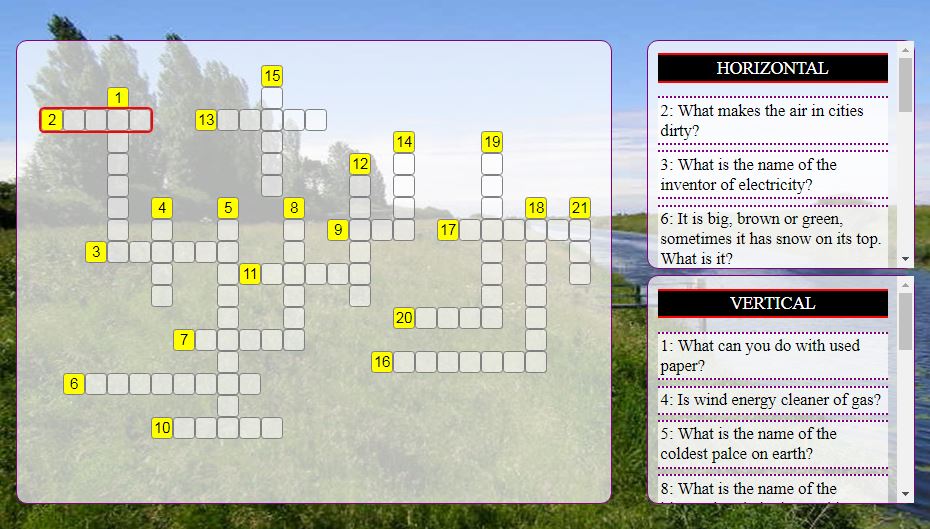 15
1
2
13
14
19
12
4
5
8
18
21
9
17
3
11
20
7
16
6
10
HORIZONTAL
2: What makes the air in cities
dirty?
3: What is the name of the
inventor of electricity?
6: It is big, brown or green,
sometimes it has snow on its top.
What is it?
VERTICAL
1: What can you do with used
paper?
4: Is wind energy cleaner of gas?
5: What is the name of the
coldest palce on earth?
8: What is the name of the